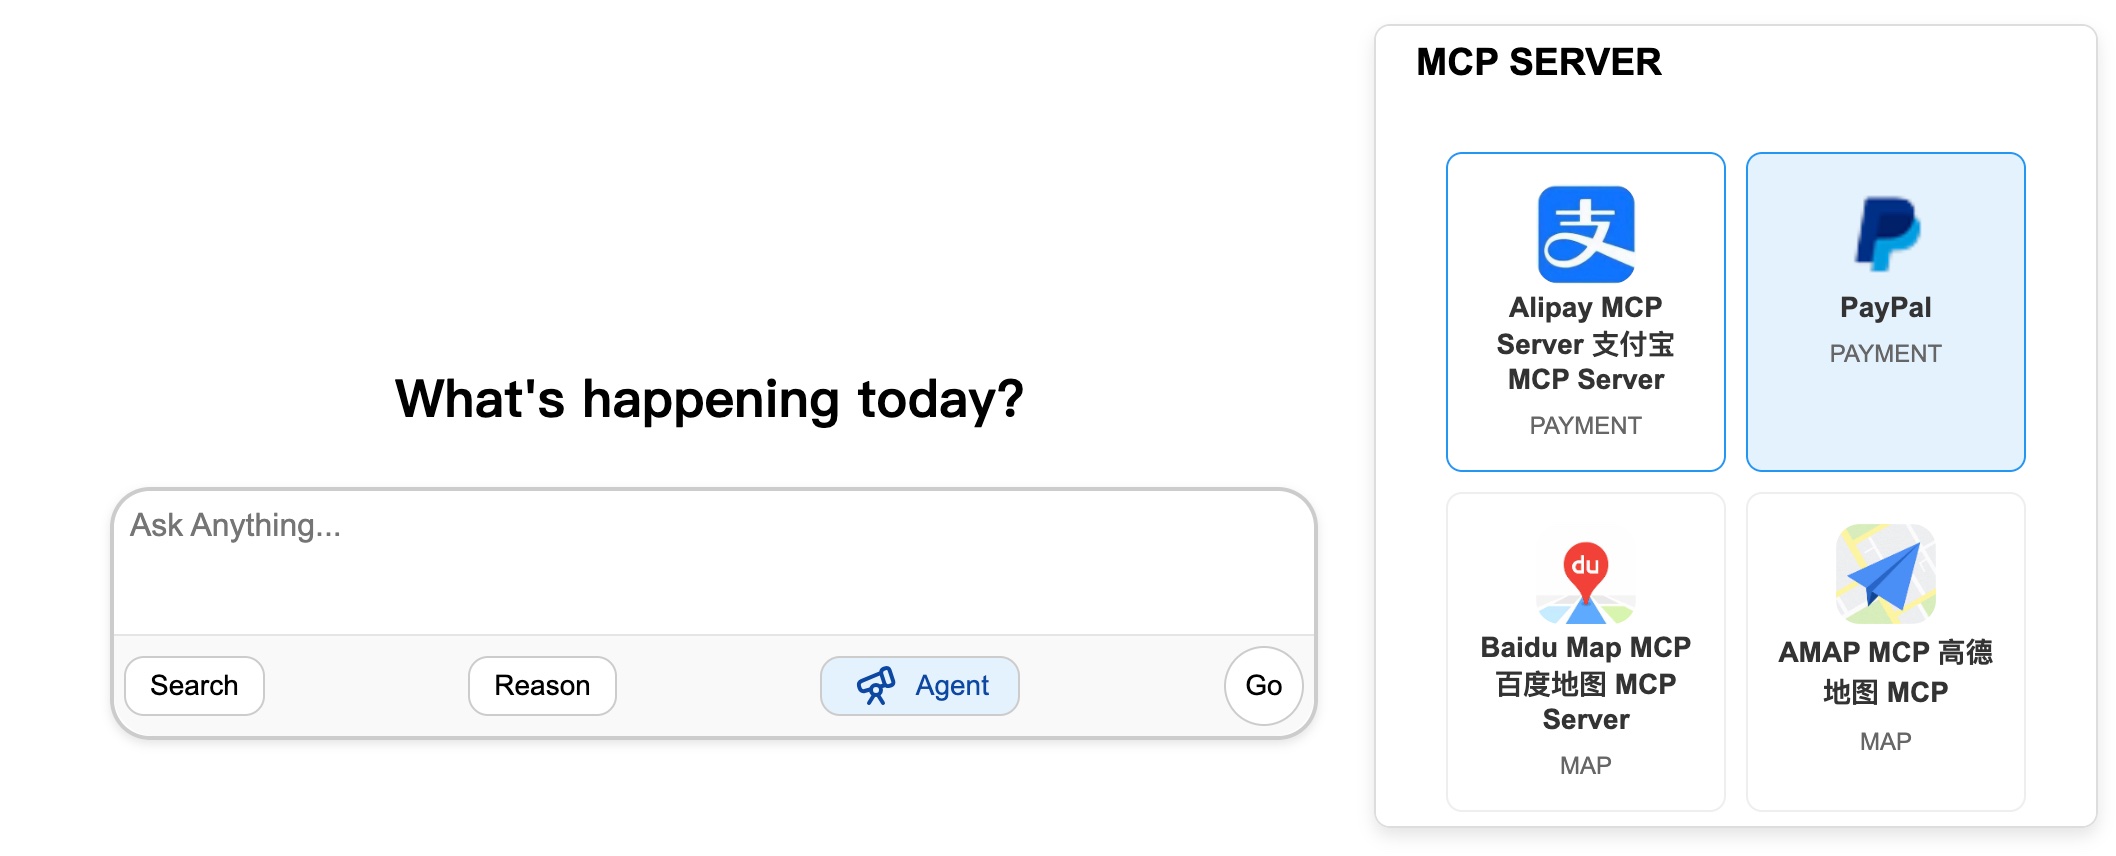 What's happening today?
Ask Anything...
Search
Reason
Agent
Go
MCP SERVER
支
Alipay MCP
Server 支付宝
MCP Server
PAYMENT
PayPal
PAYMENT
du
Baidu Map MCP
百度地图 MCP
Server
MAP
AMAP MCP 高德
地图 MCP
MAP